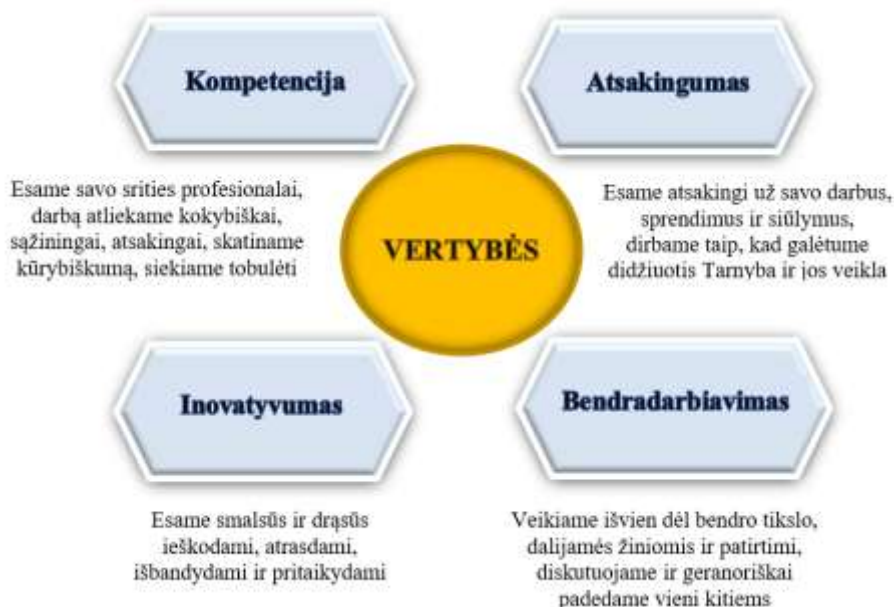 Kompetencija
Esame savo srities profesionalai,
darbą atliekame kokybiškai,
sąžiningai, atsakingai, skatiname
kūrybiškumą, siekiame tobulėti
Atsakingumas
Esame atsakingi už savo darbus,
sprendimus ir siūlymus,
dirbame taip, kad galėtume
didžiuotis Tarnyba ir jos veikla
VERTYBĖS
Inovatyvumas
Esame smalsūs ir drąsūs
ieškodami, atrasdami,
išbandydami ir pritaikydami
Bendradarbiavimas
Veikiame išvien dėl bendro tikslo,
dalijamės žiniomis ir patirtimi,
diskutuojame ir geranoriškai
padedame vieni kitiems